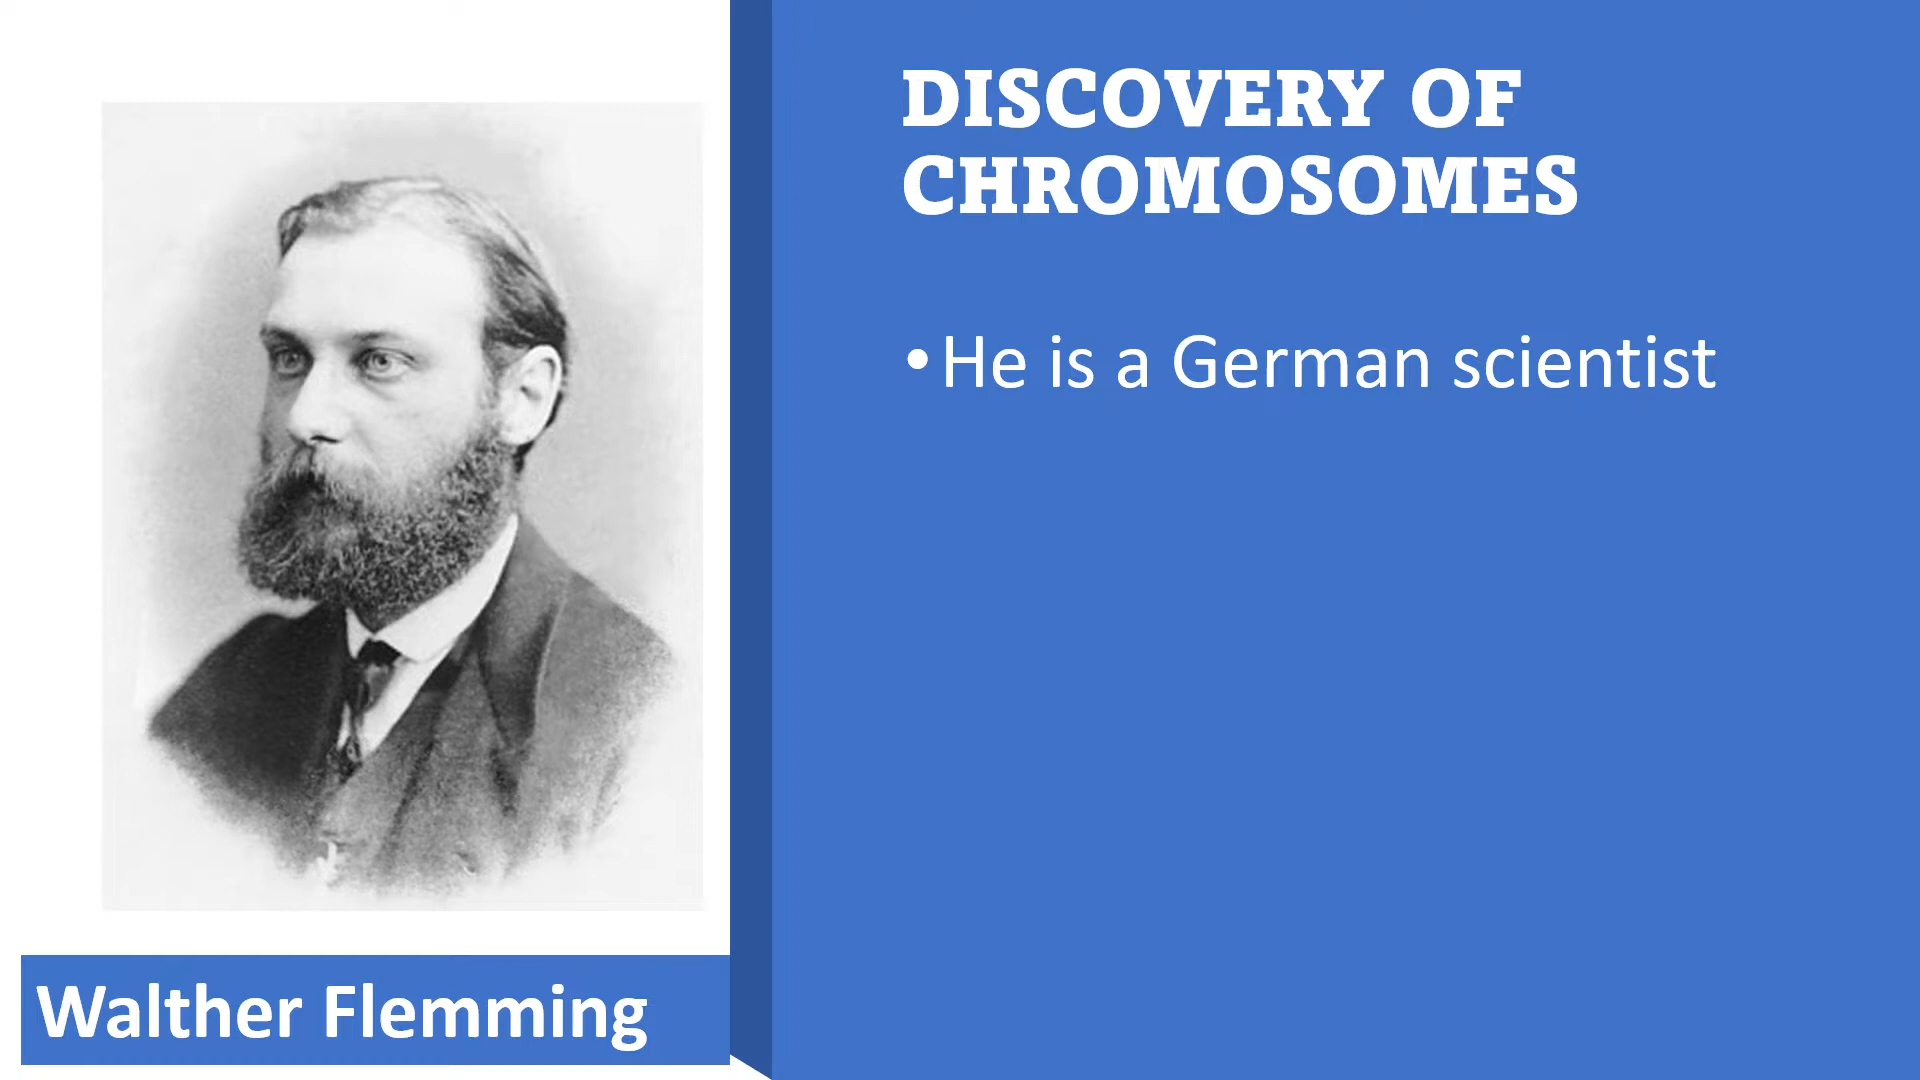 DISCOVERY OF
CHROMOSOMES
•He is a German scientist
Walther Flemming